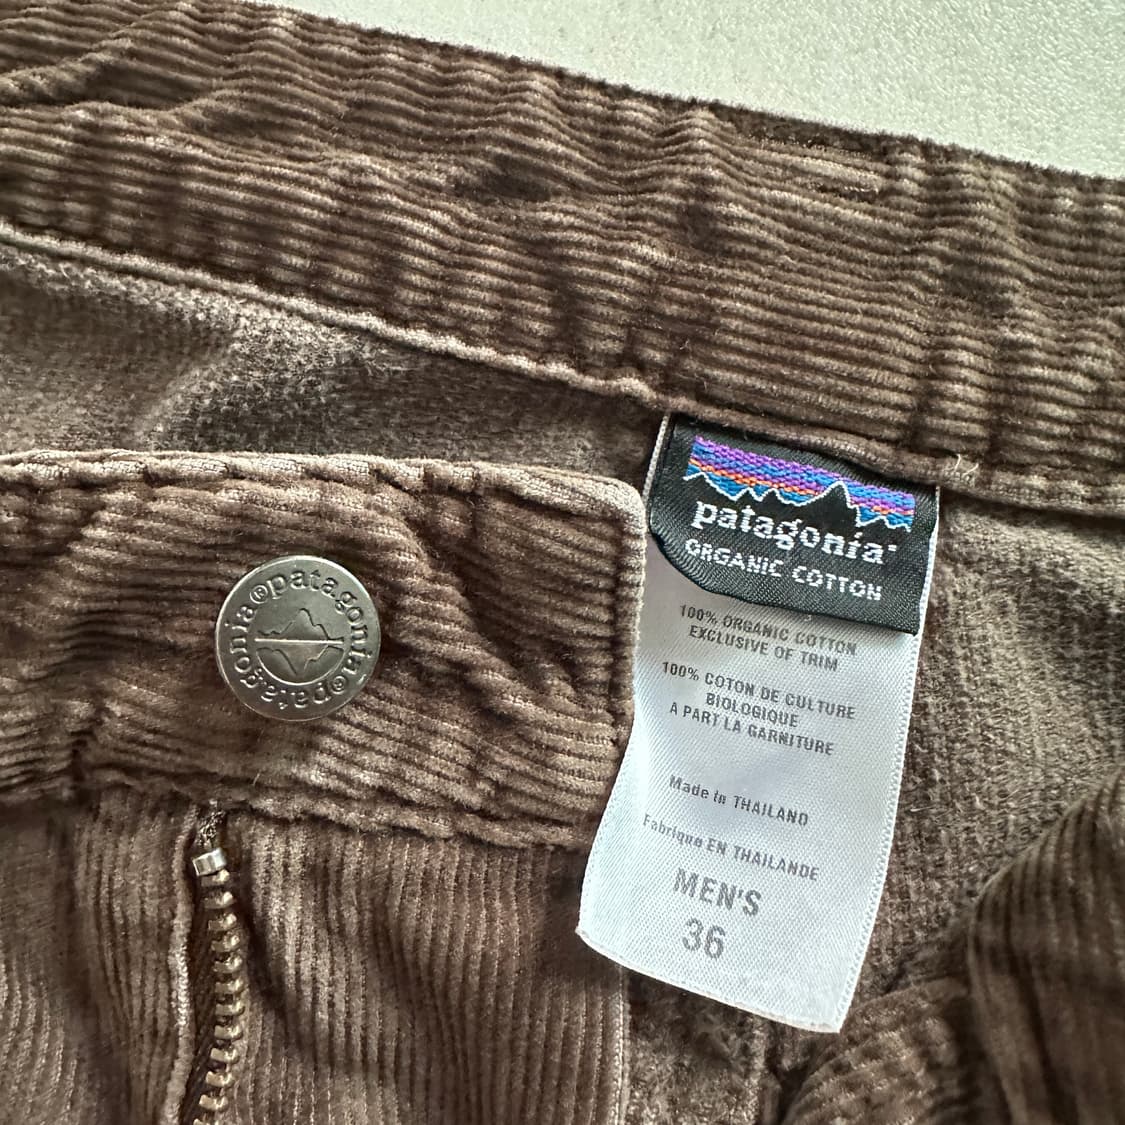 patagonia®patagonia®
patagonia®
ORGANIC COTTON
100% ORGANIC COTTON
EXCLUSIVE OF TRIM
100% COTON DE CULTURE
BIOLOGIQUE
A PART LA GARNITURE
Made in THAILAND
Fabrique EN THAILANDE
MEN'S
36